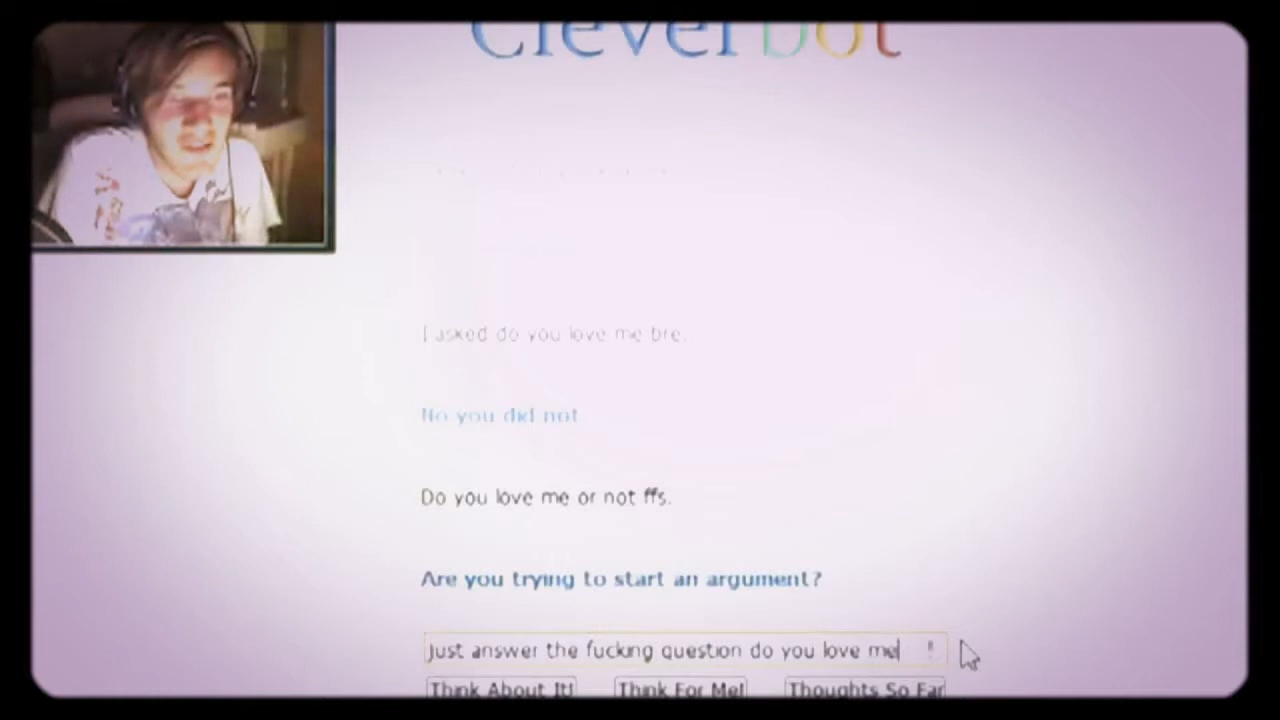 Cleverbot
I asked do you love me bre.
No you did not
Do you love me or not ffs.
Are you trying to start an argument?
just answer the fucking question do you love me !
Think About It! Think For Me! Thoughts So Far